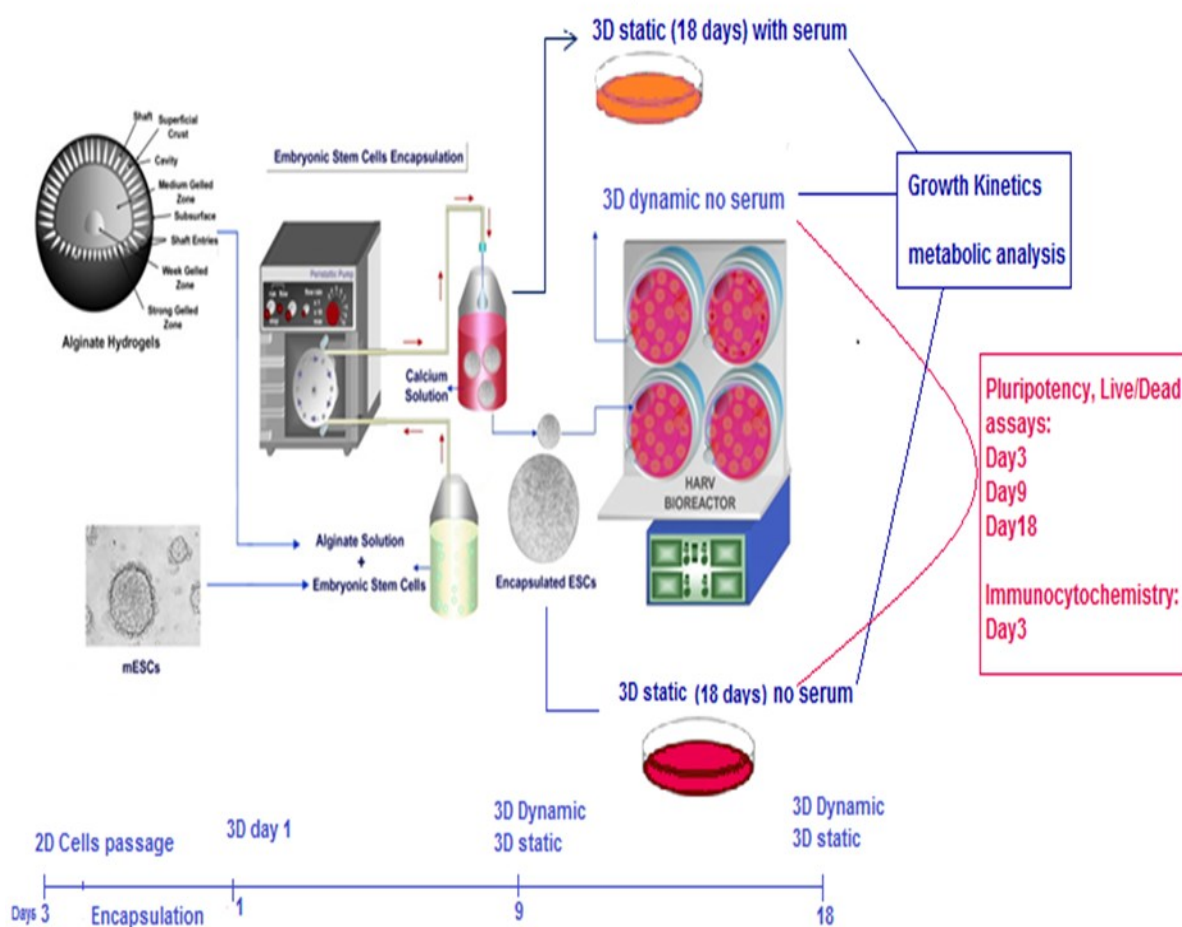 3D static (18 days) with serum
Shaft
Superficial
Crust
Cavity
Medium Gelled
Zone
Subsurface
Shaft Entries
Week Gelled
Zone
Strong Gelled
Zone
Alginate Hydrogels
Embryonic Stem Cells Encapsulation
Peristaltic Pump
Calcium
Solution
3D dynamic no serum
Growth Kinetics
metabolic analysis
HARV
BIOREACTOR
Pluripotency, Live/Dead
assays:
Day3
Day9
Day18
Immunocytochemistry:
Day3
Alginate Solution
+
Embryonic Stem Cells
Encapsulated ESCs
mESCs
3D static (18 days) no serum
2D Cells passage
3D day 1
3D Dynamic
3D static
3D Dynamic
3D static
Days 3
Encapsulation
1
9
18